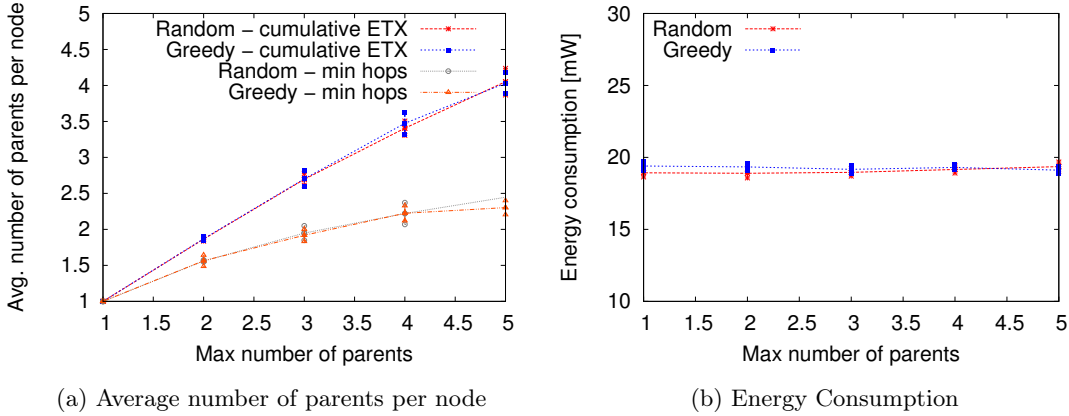 Avg. number of parents per node
5
4.5
4
3.5
3
2.5
2
1.5
1
Random - cumulative ETX
Greedy - cumulative ETX
Random - min hops
Greedy - min hops
1 1.5 2 2.5 3 3.5 4 4.5 5
Max number of parents
(a) Average number of parents per node
Energy consumption [mW]
30
25
20
15
10
Random
Greedy
1 1.5 2 2.5 3 3.5 4 4.5 5
Max number of parents
(b) Energy Consumption